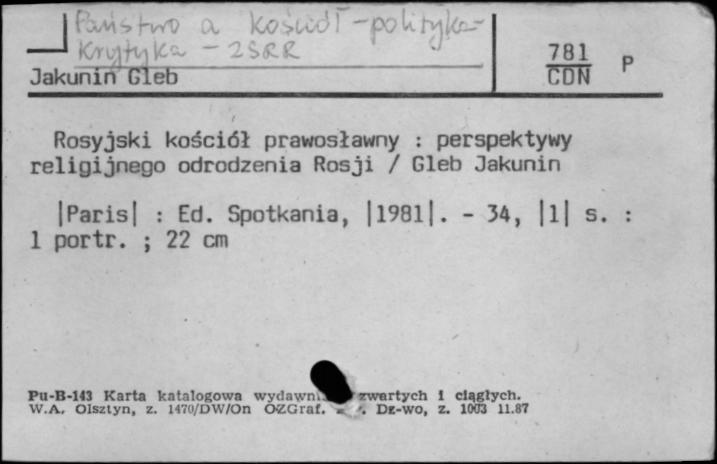 Państwo a kościół - polityka -
Krytyka - ZSRR
Jakunin Gleb
781
CDN
P
Rosyjski kościół prawosławny : perspektywy
religijnego odrodzenia Rosji / Gleb Jakunin
|Paris| : Ed. Spotkania, |1981|. - 34, |1| s. :
1 portr. ; 22 cm
Pu-B-143 Karta katalogowa zwartych i ciągłych.
W.A. Olsztyn, z. 1470/DW/On OZGraf. Dz-wo, z. 1003 11.87